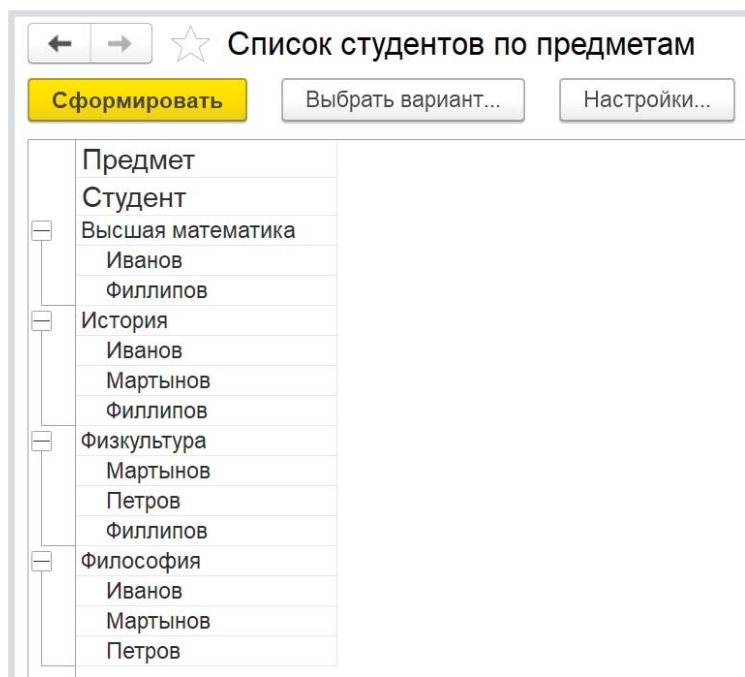 Список студентов по предметам
Сформировать Выбрать вариант... Настройки...
Предмет
Студент
Высшая математика
Иванов
Филлипов
История
Иванов
Мартынов
Филлипов
Физкультура
Мартынов
Петров
Филлипов
Философия
Иванов
Мартынов
Петров